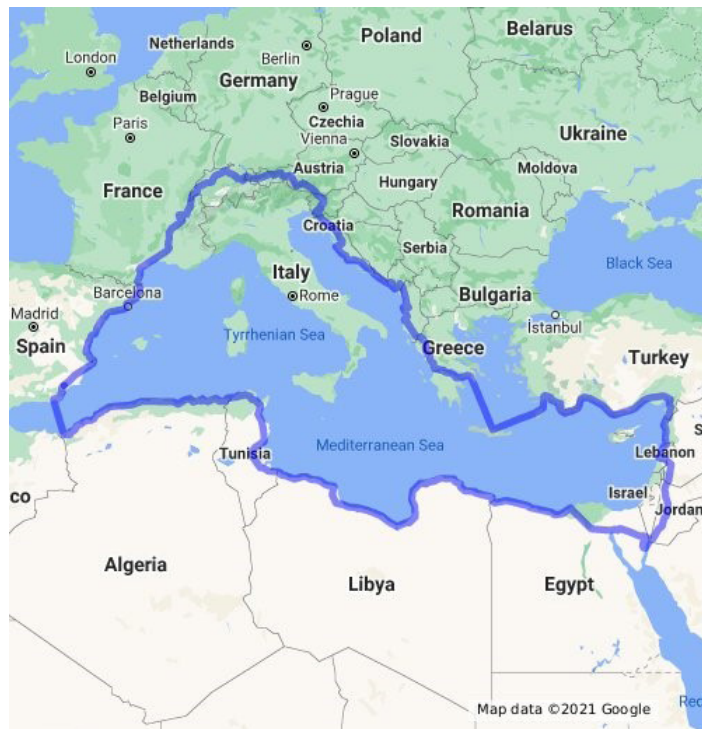 Netherlands
Poland
Belarus
London
Berlin
Germany
Belgium
Prague
Paris
Czechia
Vienna
Slovakia
Ukraine
Austria
France
Hungary
Moldova
Romania
Croatia
Serbia
Italy
Black Sea
Barcelona
Rome
Bulgaria
Madrid
İstanbul
Tyrrhenian Sea
Spain
Greece
Turkey
Mediterranean Sea
Tunisia
Lebanon
S
co
Israel
Jordan
Algeria
Libya
Egypt
Red
Map data ©2021 Google